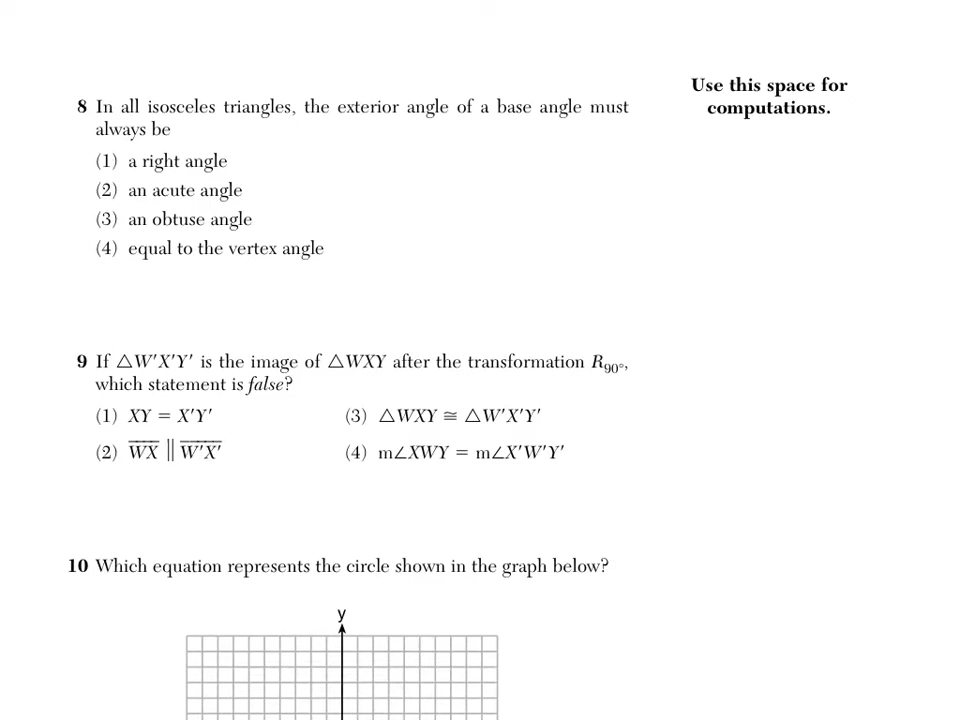 Use this space for
computations.
8 In all isosceles triangles, the exterior angle of a base angle must
always be
(1) a right angle
(2) an acute angle
(3) an obtuse angle
(4) equal to the vertex angle
9 If △W′X′Y′ is the image of △WXY after the transformation R₉₀°,
which statement is false?
(1) XY = X′Y′
(2) W̅X̅ ∥ W̅′X̅′
(3) △WXY ≅ △W′X′Y′
(4) m∠XWY = m∠X′W′Y′
10 Which equation represents the circle shown in the graph below?
y